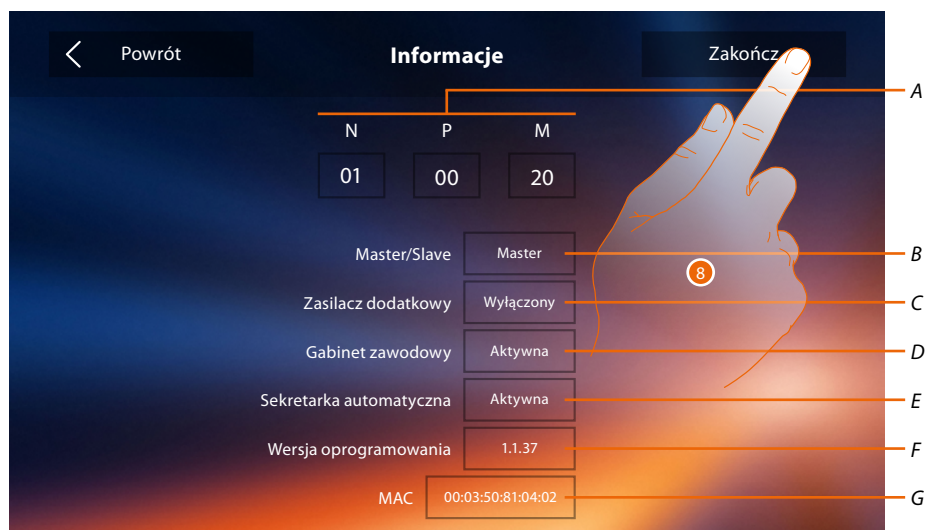 Powrót Informacje Zakończ
A
N P M
01 00 20
Master/Slave Master B
8
Zasilacz dodatkowy Wyłączony C
Gabinet zawodowy Aktywna D
Sekretarka automatyczna Aktywna E
Wersja oprogramowania 1.1.37 F
MAC 00:03:50:81:04:02 G